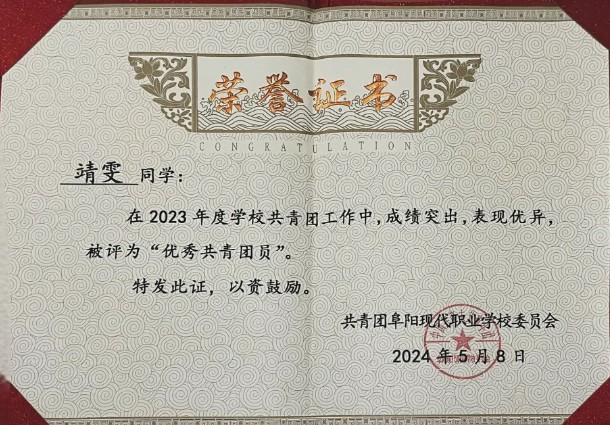 荣誉证书
CONGRATULATION
靖雯 同学：
在 2023 年度学校共青团工作中，成绩突出，表现优异，
被评为“优秀共青团员”。
特发此证，以资鼓励。
共青团阜阳现代职业学校委员会
2024 年 5 月 8 日